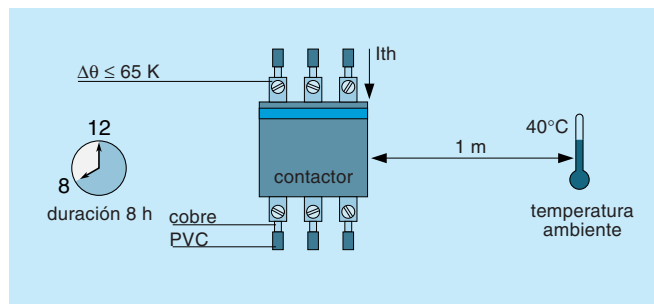 Ith
Δθ ≤ 65 K
12
40°C
1 m
8
contactor
duración 8 h
cobre
temperatura
ambiente
PVC